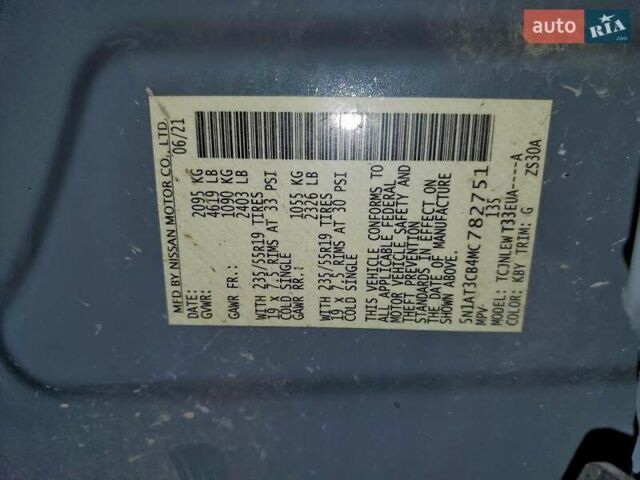 auto RIA
.com
MFD BY NISSAN MOTOR CO., LTD.
DATE: 06/21
GVWR: 2095 KG
4619 LB
GAWR FR.: 1090 KG
2403 LB
WITH 235/55R19 TIRES
19 X 7.5 RIMS AT 33 PSI
COLD SINGLE
GAWR RR.: 1055 KG
2326 LB
WITH 235/55R19 TIRES
19 X 7.5 RIMS AT 30 PSI
COLD SINGLE
THIS VEHICLE CONFORMS TO
ALL APPLICABLE FEDERAL
MOTOR VEHICLE SAFETY AND
THEFT PREVENTION
STANDARDS IN EFFECT ON
THE DATE OF MANUFACTURE
SHOWN ABOVE.
5N1AT3CB4MC782751
MPV 135
MODEL: TCJNLEWT33EUA----A
COLOR: KBY TRIM: G ZS30A